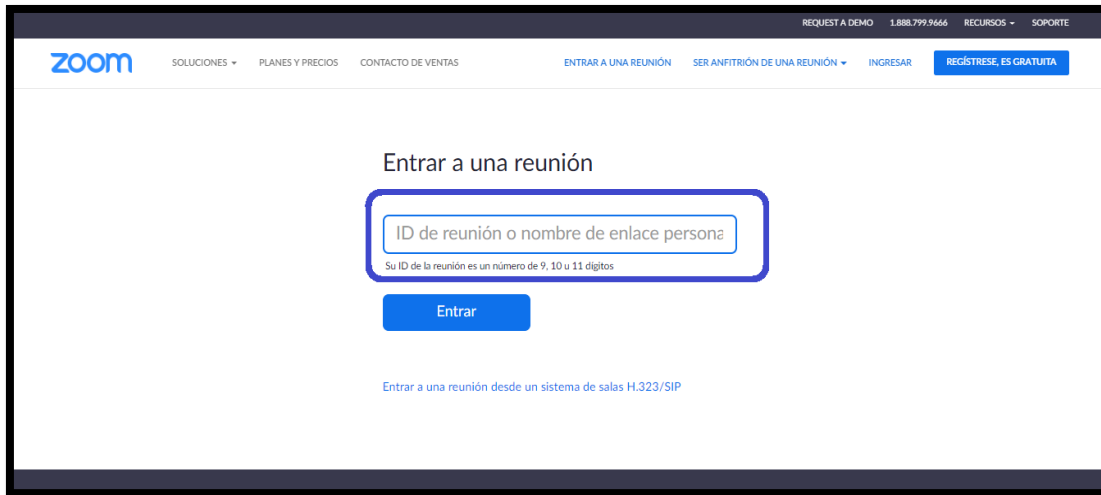 REQUEST A DEMO 1.888.799.9666 RECURSOS SOPORTE
zoom SOLUCIONES PLANES Y PRECIOS CONTACTO DE VENTAS ENTRAR A UNA REUNIÓN SER ANFITRIÓN DE UNA REUNIÓN INGRESAR REGÍSTRESE, ES GRATUITA
Entrar a una reunión
ID de reunión o nombre de enlace persona
Su ID de la reunión es un número de 9, 10 u 11 dígitos
Entrar
Entrar a una reunión desde un sistema de salas H.323/SIP